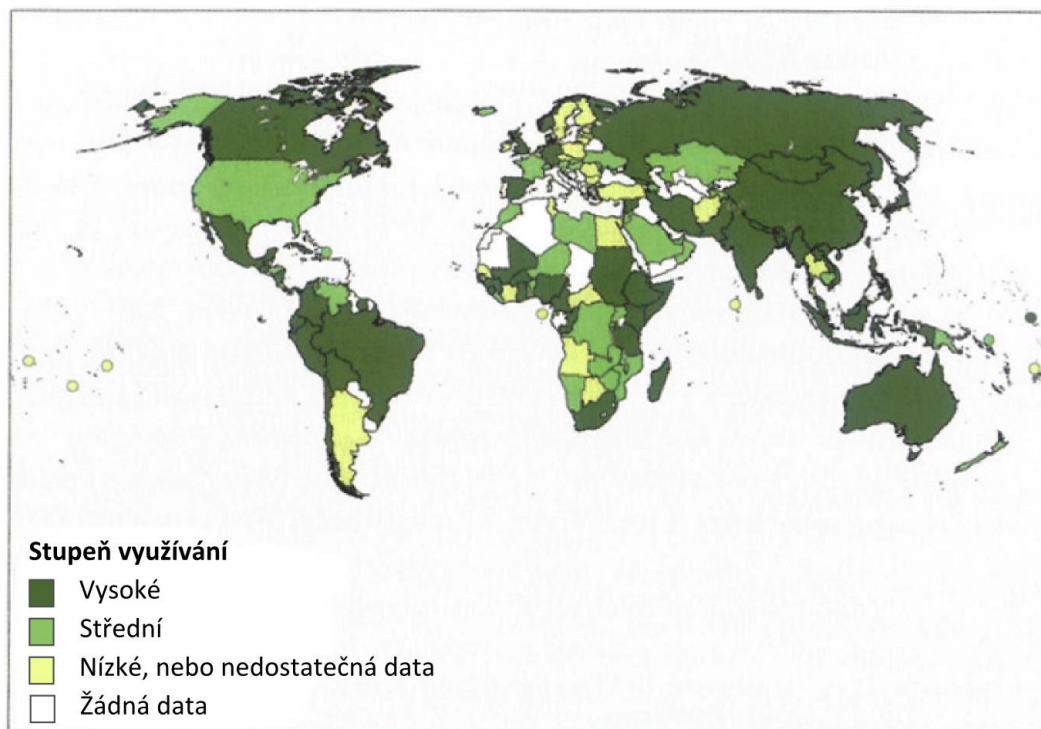 Stupeň využívání
Vysoké
Střední
Nízké, nebo nedostatečná data
Žádná data